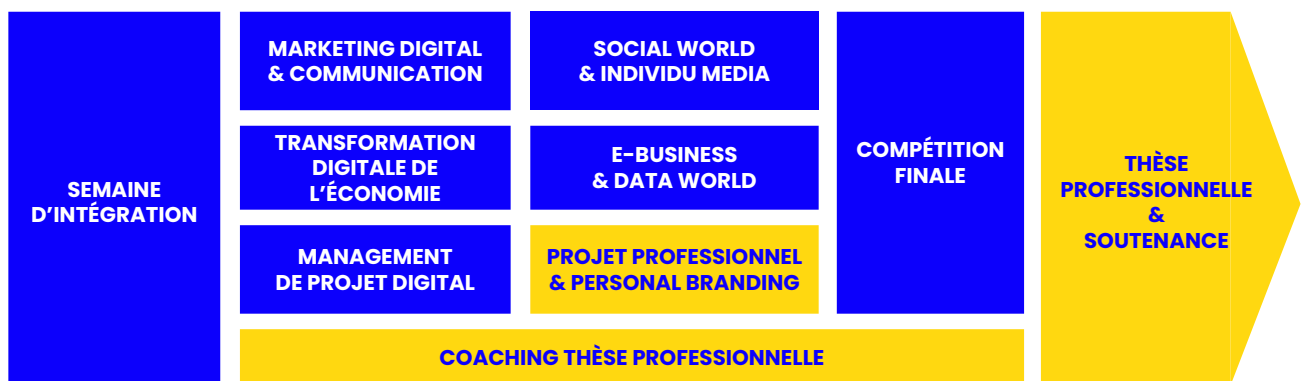 SEMAINE
D'INTÉGRATION
MARKETING DIGITAL
& COMMUNICATION
TRANSFORMATION
DIGITALE DE
L'ÉCONOMIE
MANAGEMENT
DE PROJET DIGITAL
SOCIAL WORLD
& INDIVIDU MEDIA
E-BUSINESS
& DATA WORLD
PROJET PROFESSIONNEL
& PERSONAL BRANDING
COACHING THÈSE PROFESSIONNELLE
COMPÉTITION
FINALE
THÈSE
PROFESSIONNELLE
&
SOUTENANCE